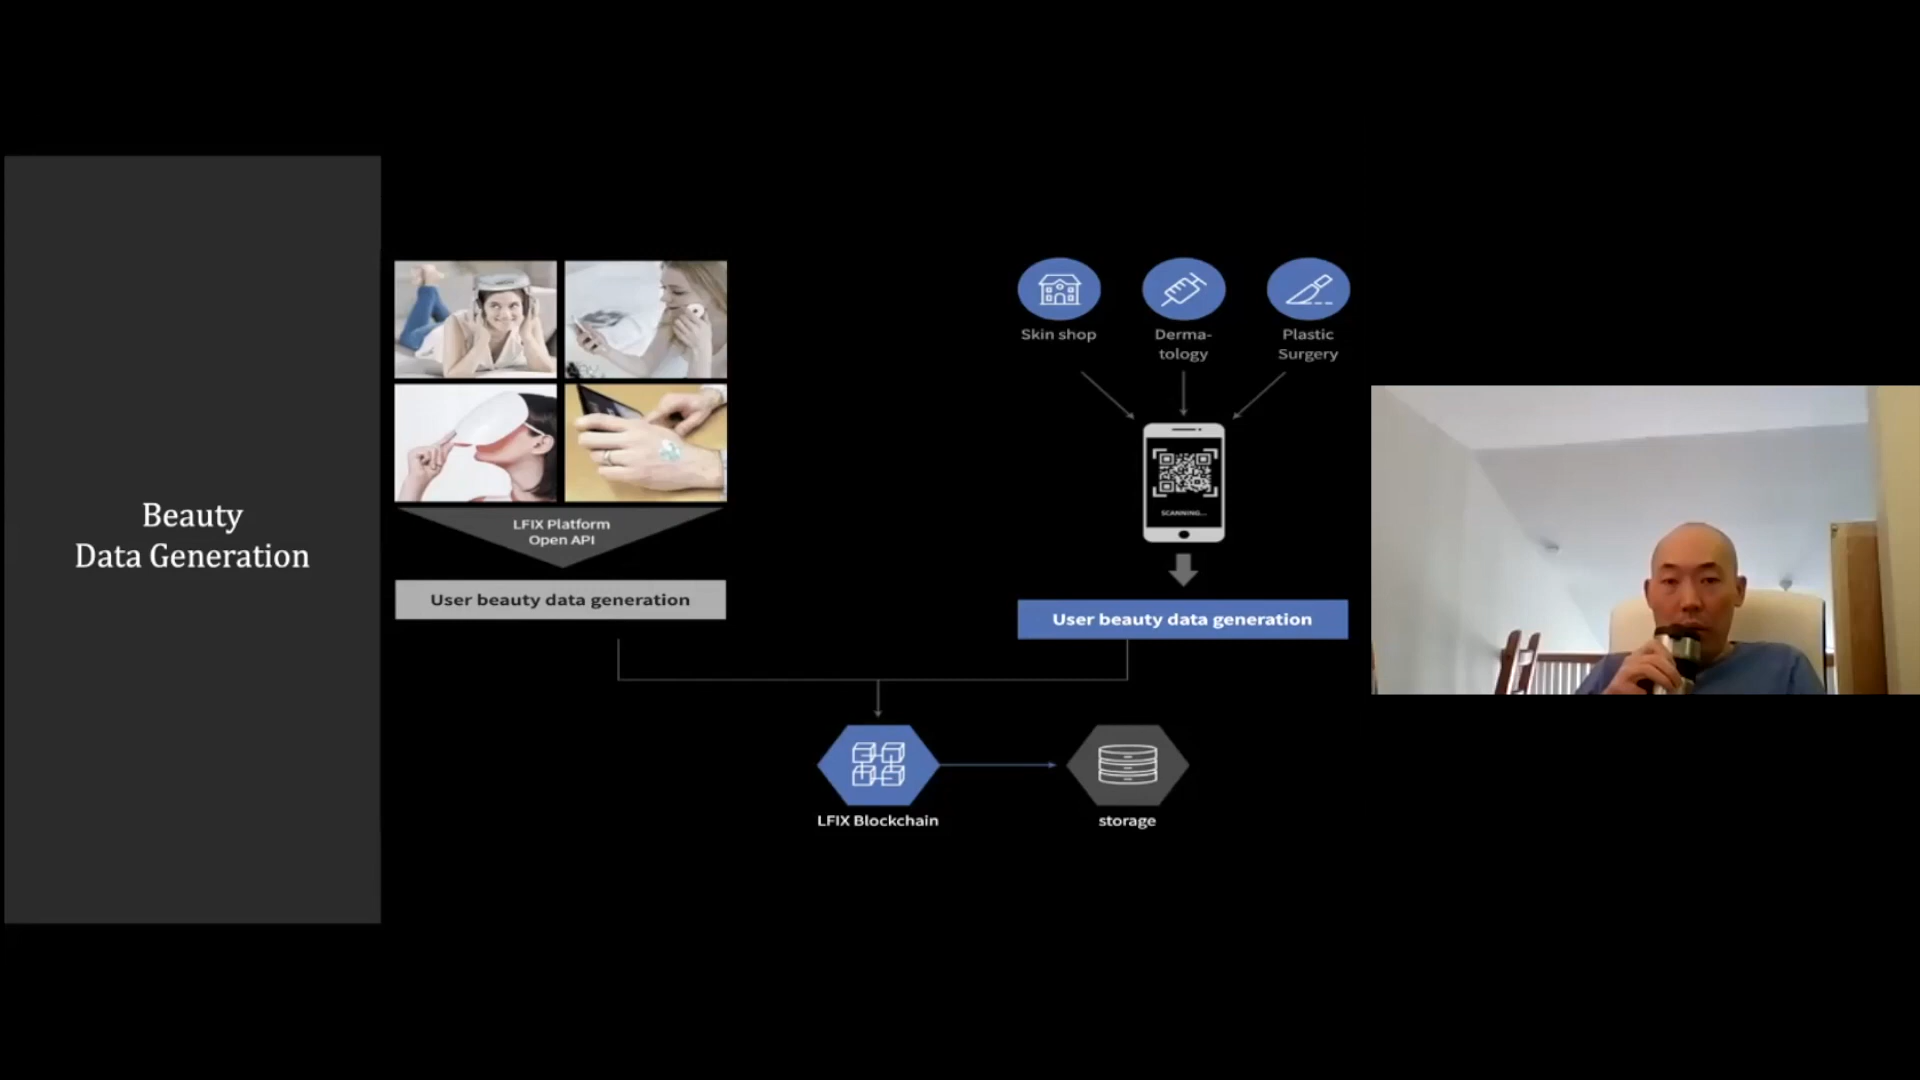 Beauty
Data Generation
LFIX Platform
Open API
User beauty data generation
Skin shop
Derma-
tology
Plastic
Surgery
SCANNING...
User beauty data generation
LFIX Blockchain
storage